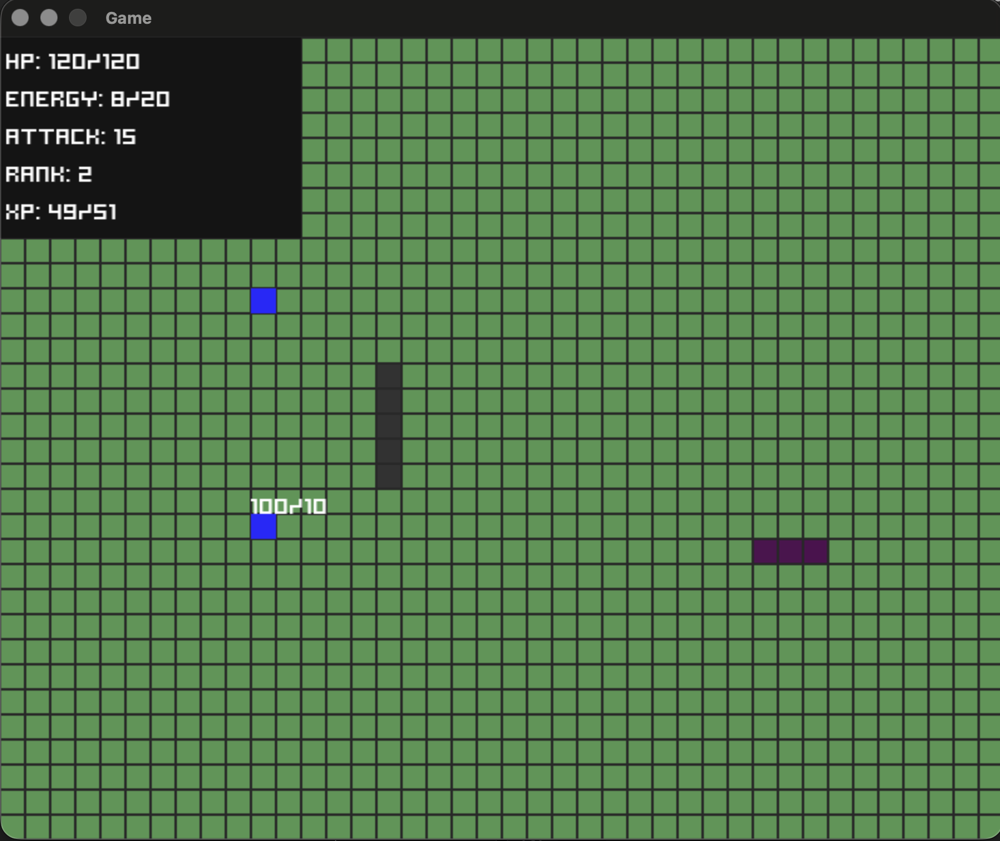 Game
HP: 120/120
ENERGY: 8/20
ATTACK: 15
RANK: 2
XP: 49/51
100/10